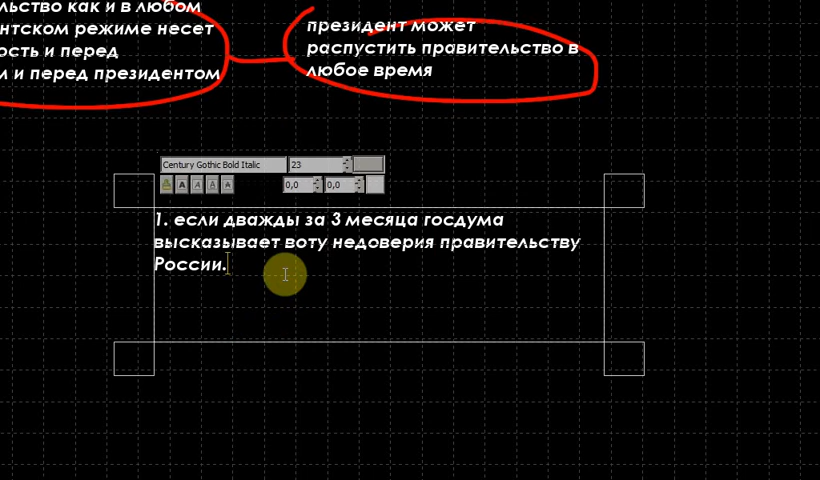 льство как и в любом
нтском режиме несет
ость и перед
м и перед президентом
президент может
распустить правительство в
любое время
Century Gothic Bold Italic 23
A A A A 0,0 0,0
1. если дважды за 3 месяца госдума
высказывает воту недоверия правительству
России.